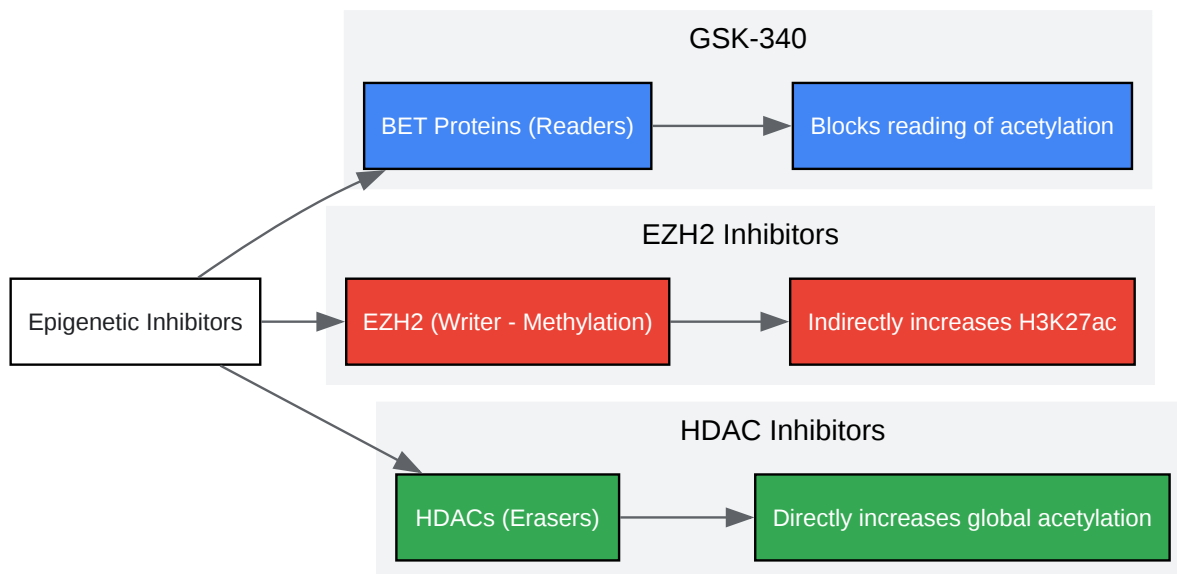 GSK-340
BET Proteins (Readers)
Blocks reading of acetylation
EZH2 Inhibitors
Epigenetic Inhibitors
EZH2 (Writer - Methylation)
Indirectly increases H3K27ac
HDAC Inhibitors
HDACs (Erasers)
Directly increases global acetylation